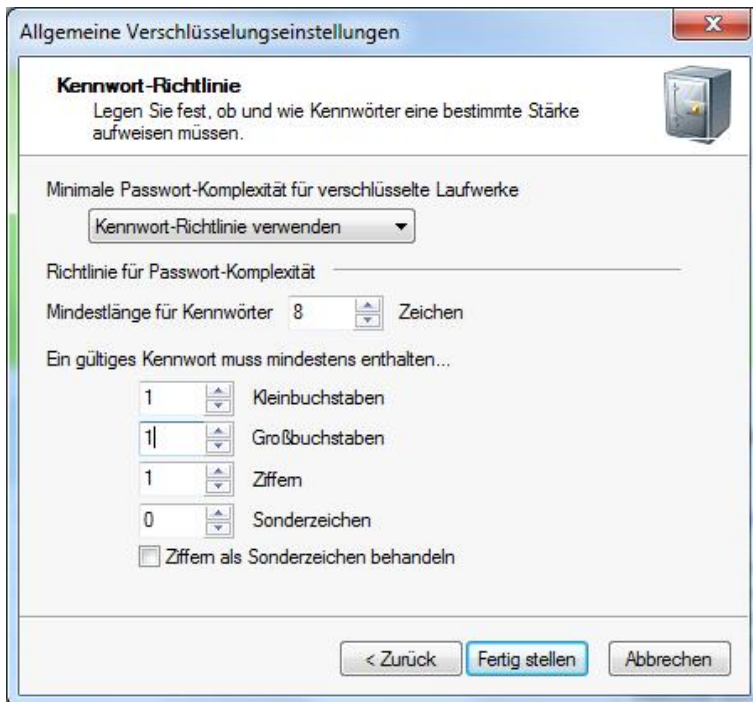 Allgemeine Verschlüsselungseinstellungen
Kennwort-Richtlinie
Legen Sie fest, ob und wie Kennwörter eine bestimmte Stärke
aufweisen müssen.
Minimale Passwort-Komplexität für verschlüsselte Laufwerke
Kennwort-Richtlinie verwenden
Richtlinie für Passwort-Komplexität
Mindestlänge für Kennwörter 8 Zeichen
Ein gültiges Kennwort muss mindestens enthalten...
1 Kleinbuchstaben
1 Großbuchstaben
1 Ziffern
0 Sonderzeichen
Ziffern als Sonderzeichen behandeln
< Zurück Fertig stellen Abbrechen